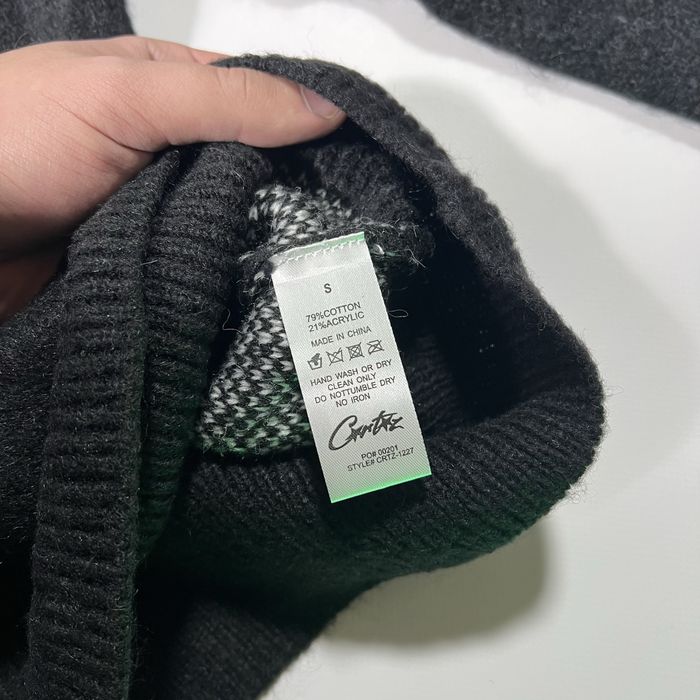 S
79%COTTON
21%ACRYLIC
MADE IN CHINA
HAND WASH OR DRY
CLEAN ONLY
DO NOTTUMBLE DRY
NO IRON
Crrtz
PO# 00201
STYLE# CRTZ-1227